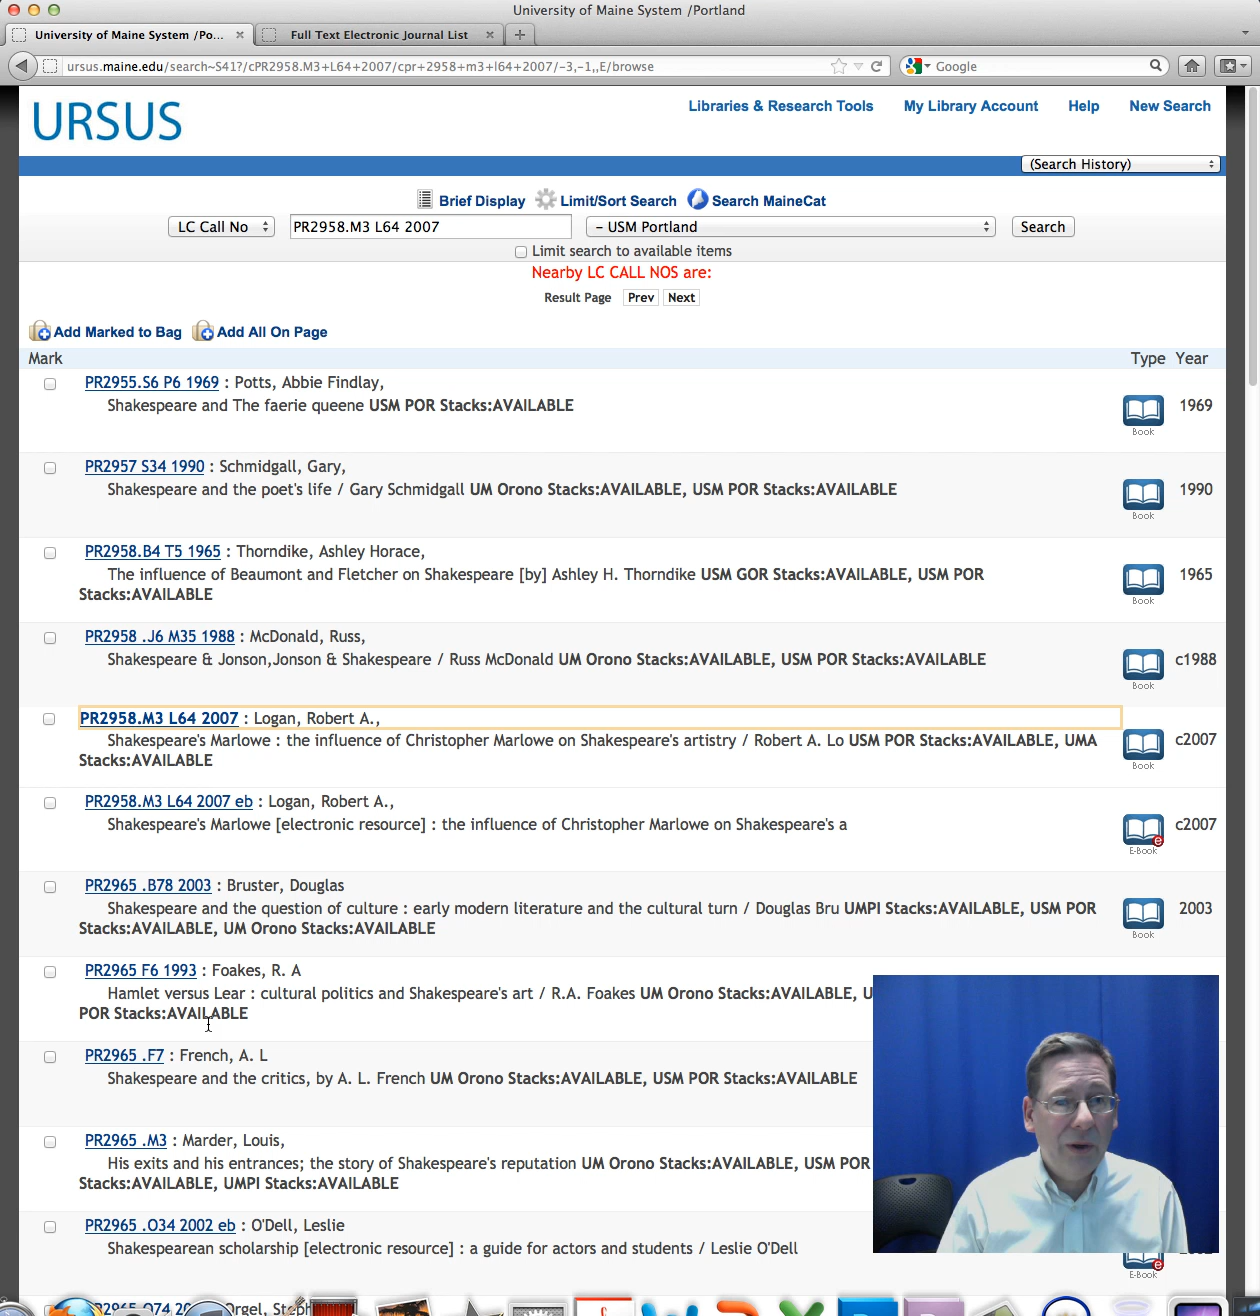 University of Maine System /Portland
University of Maine System /Po...
Full Text Electronic Journal List
ursus.maine.edu/search~S41?/cPR2958.M3+L64+2007/cpr+2958+m3+l64+2007/-3,-1,,E/browse
Google
URSUS
Libraries & Research Tools My Library Account Help New Search
(Search History)
Brief Display Limit/Sort Search Search MaineCat
LC Call No PR2958.M3 L64 2007 – USM Portland Search
Limit search to available items
Nearby LC CALL NOS are:
Result Page Prev Next
Add Marked to Bag Add All On Page
Mark Type Year
PR2955.S6 P6 1969 : Potts, Abbie Findlay,
Shakespeare and The faerie queene USM POR Stacks:AVAILABLE 1969
Book
PR2957 S34 1990 : Schmidgall, Gary,
Shakespeare and the poet's life / Gary Schmidgall UM Orono Stacks:AVAILABLE, USM POR Stacks:AVAILABLE 1990
Book
PR2958.B4 T5 1965 : Thorndike, Ashley Horace,
The influence of Beaumont and Fletcher on Shakespeare [by] Ashley H. Thorndike USM GOR Stacks:AVAILABLE, USM POR 1965
Stacks:AVAILABLE
Book
PR2958 .J6 M35 1988 : McDonald, Russ,
Shakespeare & Jonson,Jonson & Shakespeare / Russ McDonald UM Orono Stacks:AVAILABLE, USM POR Stacks:AVAILABLE c1988
Book
PR2958.M3 L64 2007 : Logan, Robert A.,
Shakespeare's Marlowe : the influence of Christopher Marlowe on Shakespeare's artistry / Robert A. Lo USM POR Stacks:AVAILABLE, UMA c2007
Stacks:AVAILABLE
Book
PR2958.M3 L64 2007 eb : Logan, Robert A.,
Shakespeare's Marlowe [electronic resource] : the influence of Christopher Marlowe on Shakespeare's a c2007
E-Book
PR2965 .B78 2003 : Bruster, Douglas
Shakespeare and the question of culture : early modern literature and the cultural turn / Douglas Bru UMPI Stacks:AVAILABLE, USM POR 2003
Stacks:AVAILABLE, UM Orono Stacks:AVAILABLE
Book
PR2965 F6 1993 : Foakes, R. A
Hamlet versus Lear : cultural politics and Shakespeare's art / R.A. Foakes UM Orono Stacks:AVAILABLE, U
POR Stacks:AVAILABLE
PR2965 .F7 : French, A. L
Shakespeare and the critics, by A. L. French UM Orono Stacks:AVAILABLE, USM POR Stacks:AVAILABLE
PR2965 .M3 : Marder, Louis,
His exits and his entrances; the story of Shakespeare's reputation UM Orono Stacks:AVAILABLE, USM POR
Stacks:AVAILABLE, UMPI Stacks:AVAILABLE
PR2965 .O34 2002 eb : O'Dell, Leslie
Shakespearean scholarship [electronic resource] : a guide for actors and students / Leslie O'Dell
E-Book